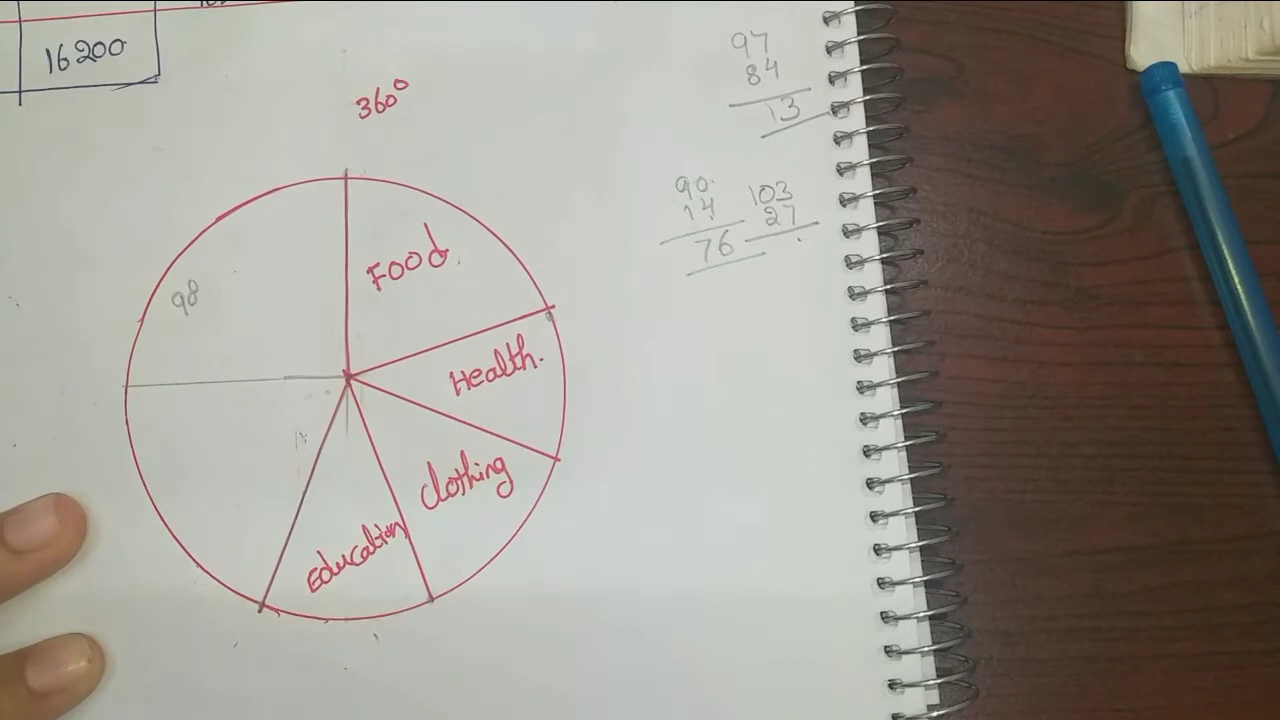 16200
360°
97
84
13
90
14
76
103
27
Food
98
Health.
Clothing
Education